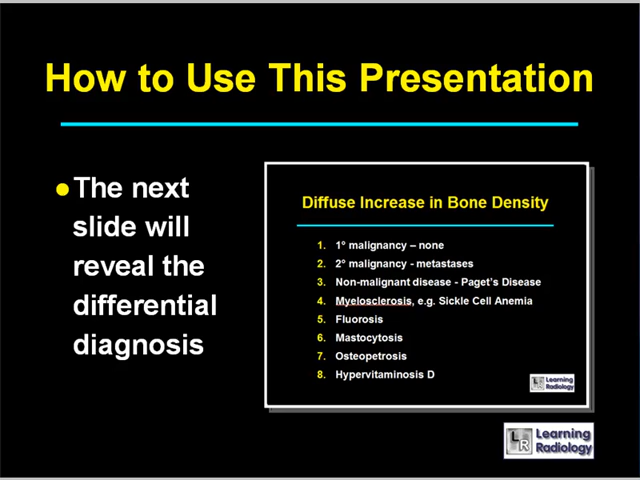 How to Use This Presentation
●The next
slide will
reveal the
differential
diagnosis
Diffuse Increase in Bone Density
1. 1° malignancy – none
2. 2° malignancy - metastases
3. Non-malignant disease - Paget's Disease
4. Myelosclerosis, e.g. Sickle Cell Anemia
5. Fluorosis
6. Mastocytosis
7. Osteopetrosis
8. Hypervitaminosis D
LR Learning
Radiology
LR Learning
Radiology